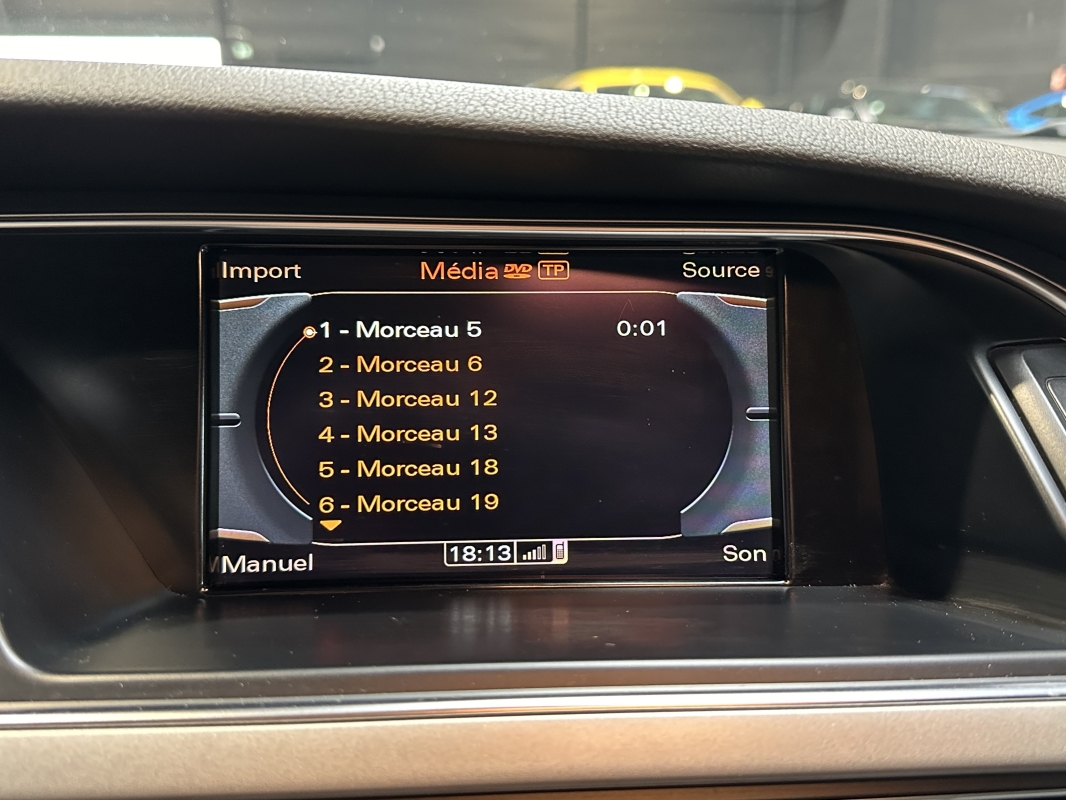 Import
Média DVD TP
Source
1 - Morceau 5 0:01
2 - Morceau 6
3 - Morceau 12
4 - Morceau 13
5 - Morceau 18
6 - Morceau 19
Manuel
18:13
Son